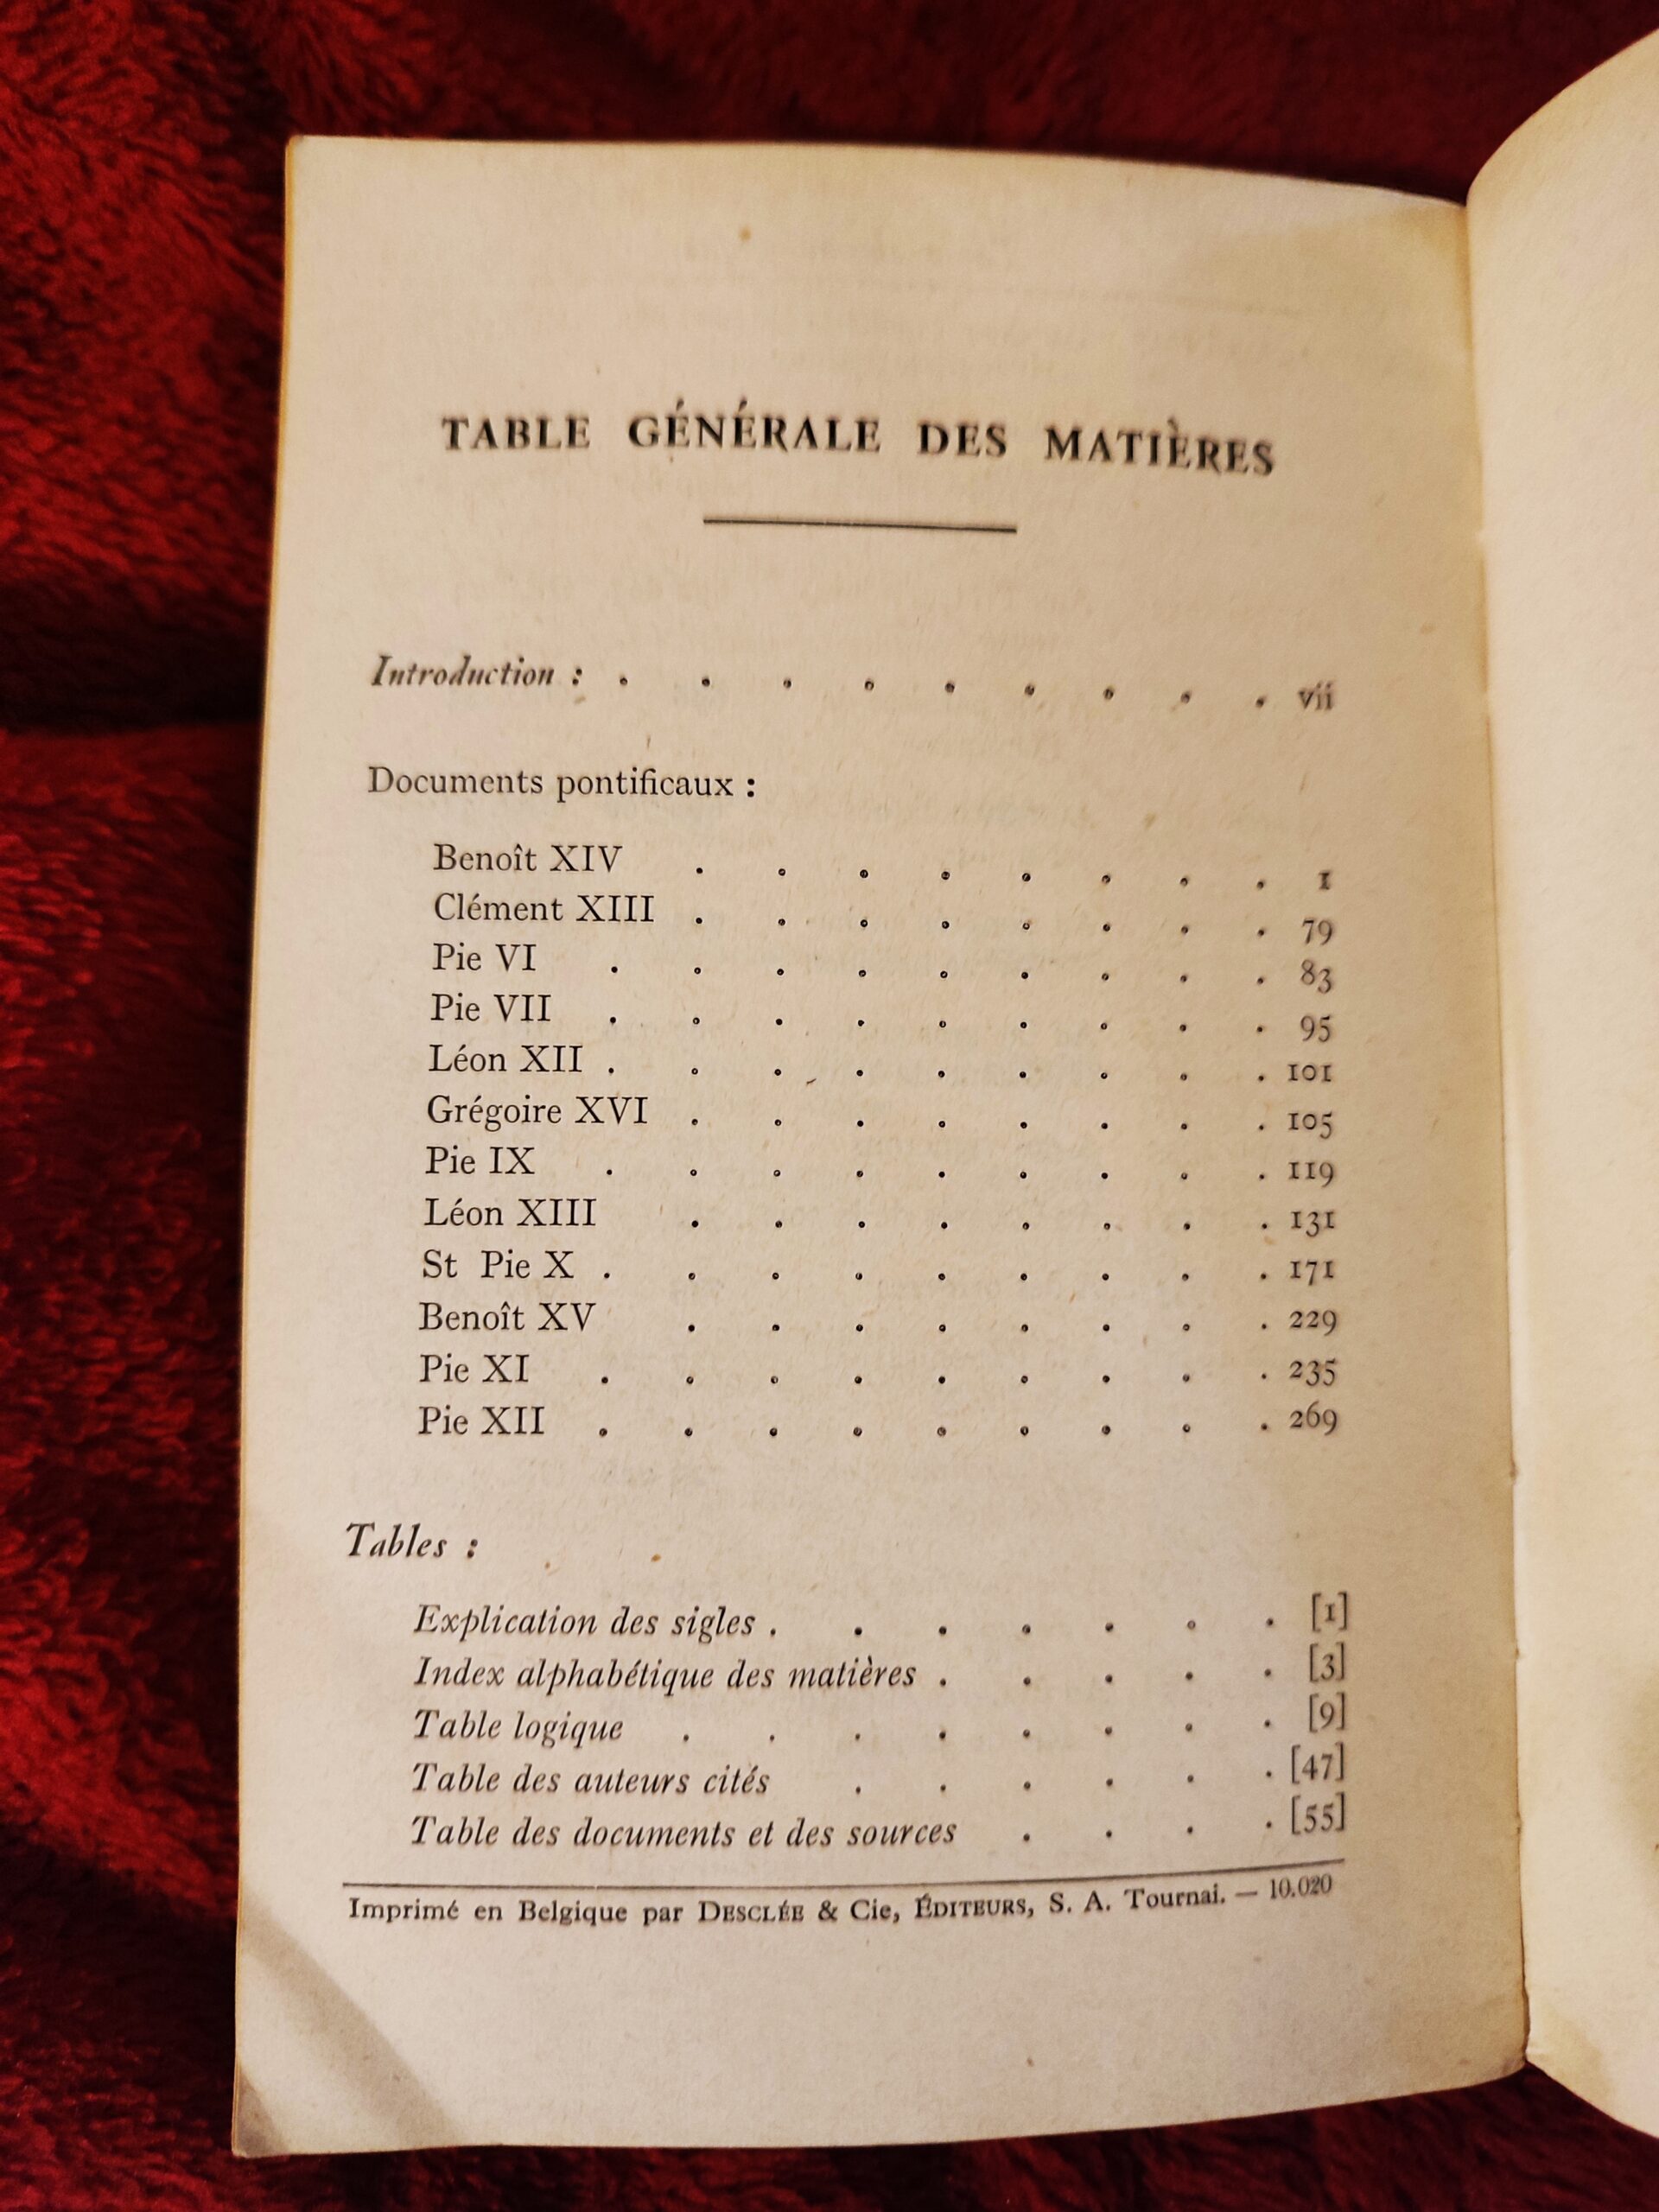 TABLE GÉNÉRALE DES MATIÈRES
Introduction : . . . . . . . . . vii
Documents pontificaux :
Benoît XIV . . . . . . . . 1
Clément XIII . . . . . . . . 79
Pie VI . . . . . . . . . 83
Pie VII . . . . . . . . . 95
Léon XII . . . . . . . . . 101
Grégoire XVI . . . . . . . . 105
Pie IX . . . . . . . . . 119
Léon XIII . . . . . . . . 131
St Pie X . . . . . . . . . 171
Benoît XV . . . . . . . . 229
Pie XI . . . . . . . . . 235
Pie XII . . . . . . . . . 269
Tables :
Explication des sigles . . . . . . . [1]
Index alphabétique des matières . . . . . [3]
Table logique . . . . . . . . [9]
Table des auteurs cités . . . . . . [47]
Table des documents et des sources . . . . [55]
Imprimé en Belgique par DESCLÉE & Cie, ÉDITEURS, S. A. Tournai. — 10.020